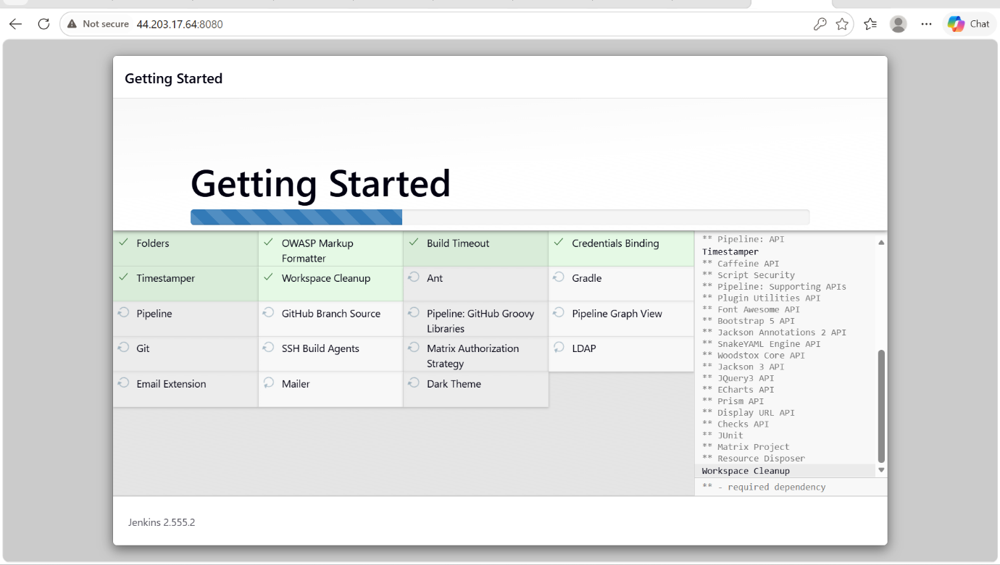 Not secure 44.203.17.64:8080 Chat
Getting Started
Getting Started
Folders
OWASP Markup
Formatter
Build Timeout
Credentials Binding
Timestamper
Workspace Cleanup
Ant
Gradle
Pipeline
GitHub Branch Source
Pipeline: GitHub Groovy
Libraries
Pipeline Graph View
Git
SSH Build Agents
Matrix Authorization
Strategy
LDAP
Email Extension
Mailer
Dark Theme
** Pipeline: API
Timestamper
** Caffeine API
** Script Security
** Pipeline: Supporting APIs
** Plugin Utilities API
** Font Awesome API
** Bootstrap 5 API
** Jackson Annotations 2 API
** SnakeYAML Engine API
** Woodstox Core API
** Jackson 3 API
** JQuery3 API
** ECharts API
** Prism API
** Display URL API
** Checks API
** JUnit
** Matrix Project
** Resource Disposer
Workspace Cleanup
** - required dependency
Jenkins 2.555.2